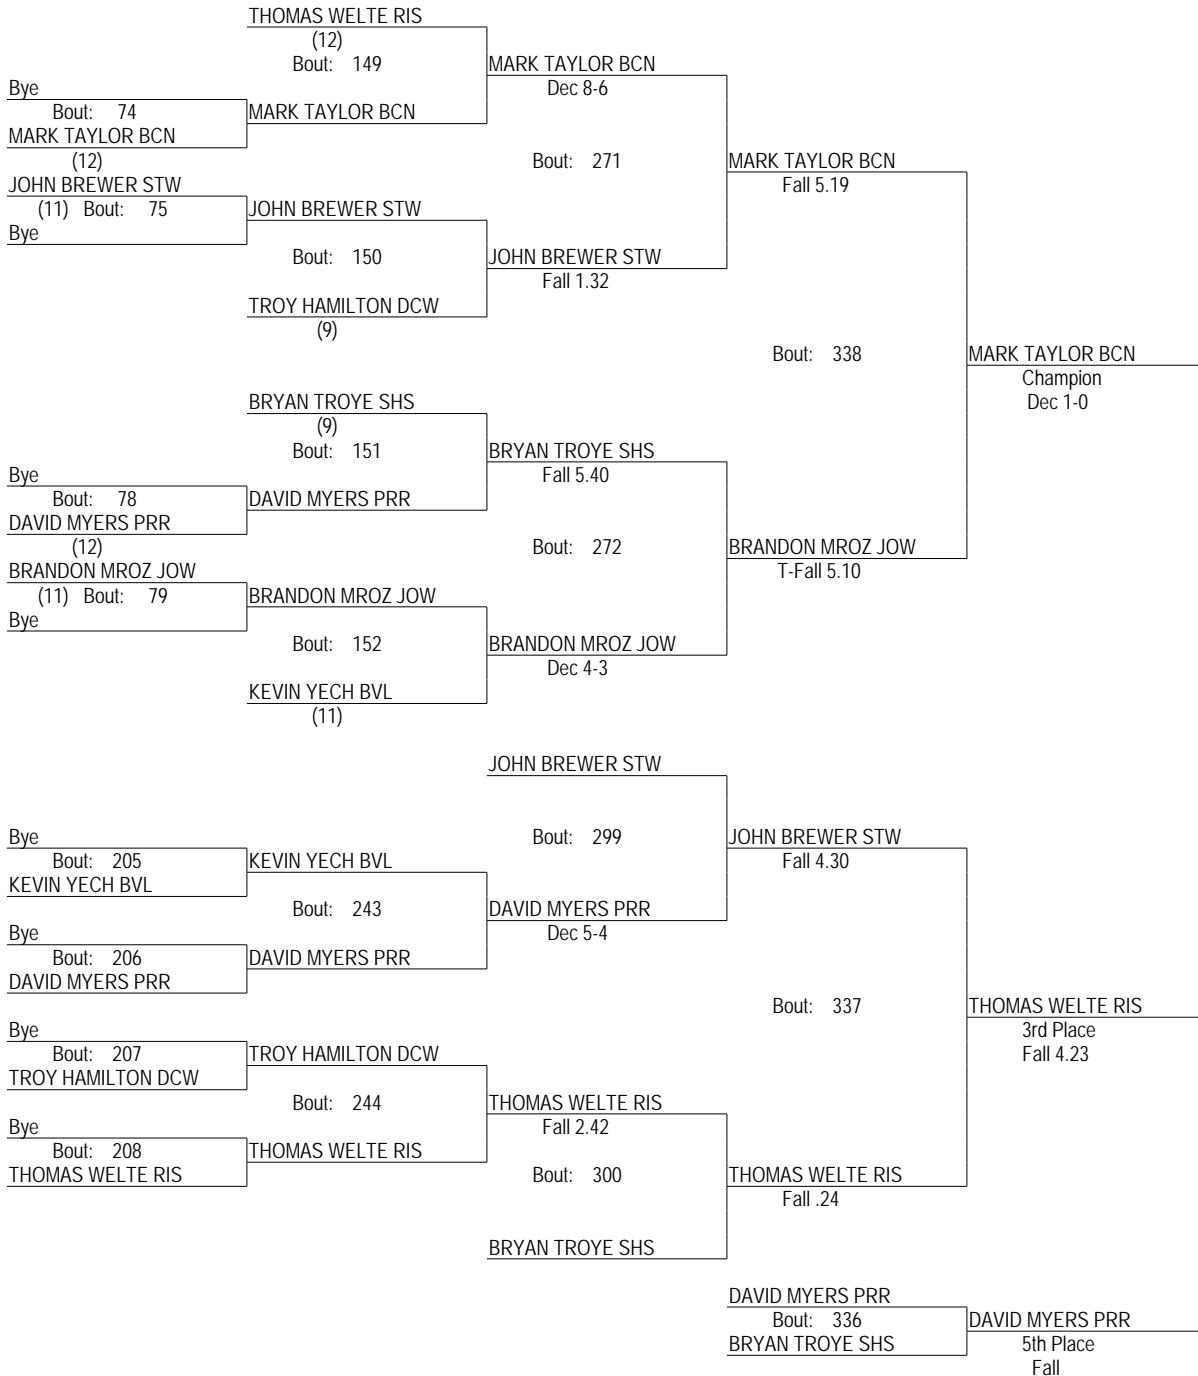 THOMAS WELTE RIS
(12)
Bout: 149
MARK TAYLOR BCN
Dec 8-6
Bye
Bout: 74
MARK TAYLOR BCN
MARK TAYLOR BCN
(12)
Bout: 271
MARK TAYLOR BCN
Fall 5.19
JOHN BREWER STW
(11) Bout: 75
JOHN BREWER STW
Bye
Bout: 150
JOHN BREWER STW
Fall 1.32
TROY HAMILTON DCW
(9)
Bout: 338
MARK TAYLOR BCN
Champion
Dec 1-0
BRYAN TROYE SHS
(9)
Bout: 151
BRYAN TROYE SHS
Fall 5.40
Bye
Bout: 78
DAVID MYERS PRR
DAVID MYERS PRR
(12)
Bout: 272
BRANDON MROZ JOW
T-Fall 5.10
BRANDON MROZ JOW
(11) Bout: 79
BRANDON MROZ JOW
Bye
Bout: 152
BRANDON MROZ JOW
Dec 4-3
KEVIN YECH BVL
(11)
JOHN BREWER STW
Bye
Bout: 299
JOHN BREWER STW
Fall 4.30
Bout: 205
KEVIN YECH BVL
KEVIN YECH BVL
Bout: 243
DAVID MYERS PRR
Dec 5-4
Bye
Bout: 206
DAVID MYERS PRR
DAVID MYERS PRR
Bout: 337
THOMAS WELTE RIS
3rd Place
Fall 4.23
Bye
Bout: 207
TROY HAMILTON DCW
TROY HAMILTON DCW
Bout: 244
THOMAS WELTE RIS
Fall 2.42
Bye
Bout: 208
THOMAS WELTE RIS
THOMAS WELTE RIS
Bout: 300
THOMAS WELTE RIS
Fall .24
BRYAN TROYE SHS
DAVID MYERS PRR
Bout: 336
DAVID MYERS PRR
BRYAN TROYE SHS
5th Place
Fall